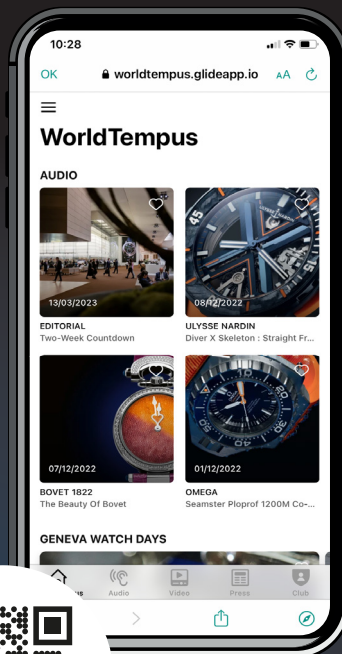 10:28
OK worldtempus.glideapp.io AA
WorldTempus
AUDIO
13/03/2023
EDITORIAL
Two-Week Countdown
08/12/2022
ULYSSE NARDIN
Diver X Skeleton : Straight Fr...
07/12/2022
BOVET 1822
The Beauty Of Bovet
01/12/2022
OMEGA
Seamster Ploprof 1200M Co-...
GENEVA WATCH DAYS
Audio
Video
Press
Club